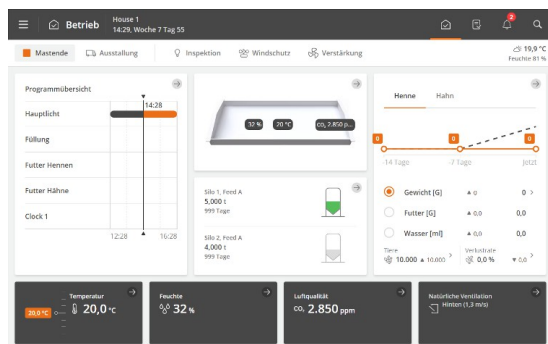 Betrieb
House 1
14:29, Woche 7 Tag 55
2
Mastende
Ausstallung
Inspektion
Windschutz
Verstärkung
19,9 °C
Feuchte 81 %
Programmübersicht
14:28
Hauptlicht
Füllung
Futter Hennen
Futter Hähne
Clock 1
12:28
16:28
32 %
20 °C
CO₂ 2.850 p...
Silo 1, Feed A
5,000 t
999 Tage
Silo 2, Feed A
4,000 t
999 Tage
Henne
Hahn
0
0
0
-14 Tage
-7 Tage
Jetzt
Gewicht [G]
▲ 0
0 >
Futter [G]
▲ 0,0
0,0
Wasser [ml]
▲ 0,0
0,0
Tiere
10.000 ▲ 10.000 >
Verlustrate
0,0 %
▼ 0,0 >
Temperatur
20,0 °C
20,0 °C
Feuchte
32 %
Luftqualität
CO₂ 2.850 ppm
Natürliche Ventilation
Hinten (1,3 m/s)